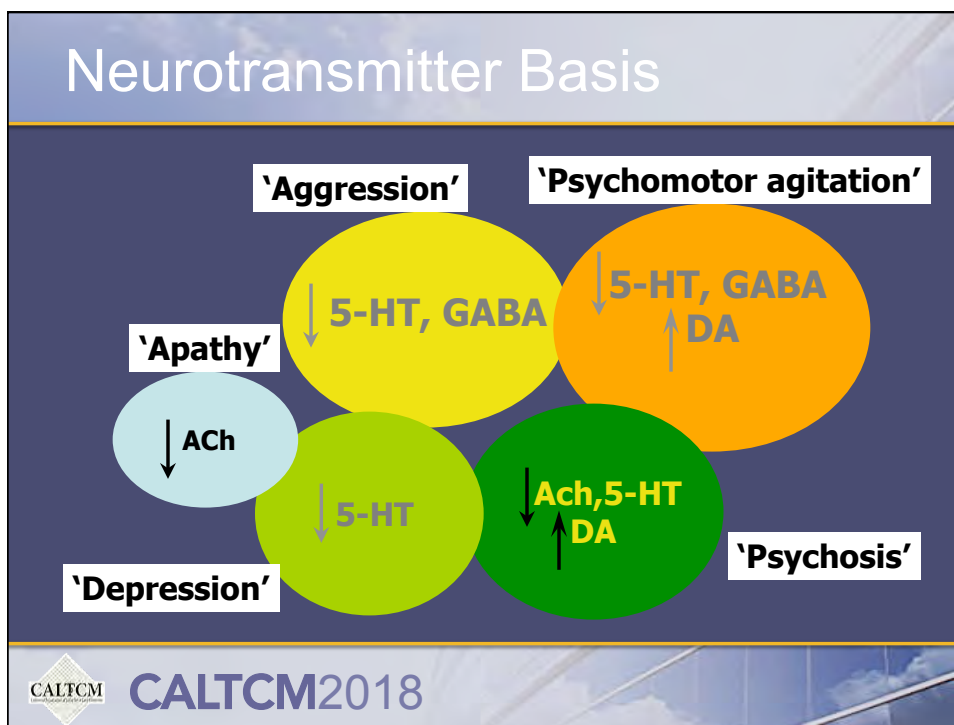 Neurotransmitter Basis
‘Aggression’
‘Psychomotor agitation’
↓ 5-HT, GABA
↓ 5-HT, GABA
↑ DA
‘Apathy’
↓ ACh
↓ 5-HT
↓ Ach,5-HT
↑ DA
‘Psychosis’
‘Depression’
CALTCM
CALTCM2018